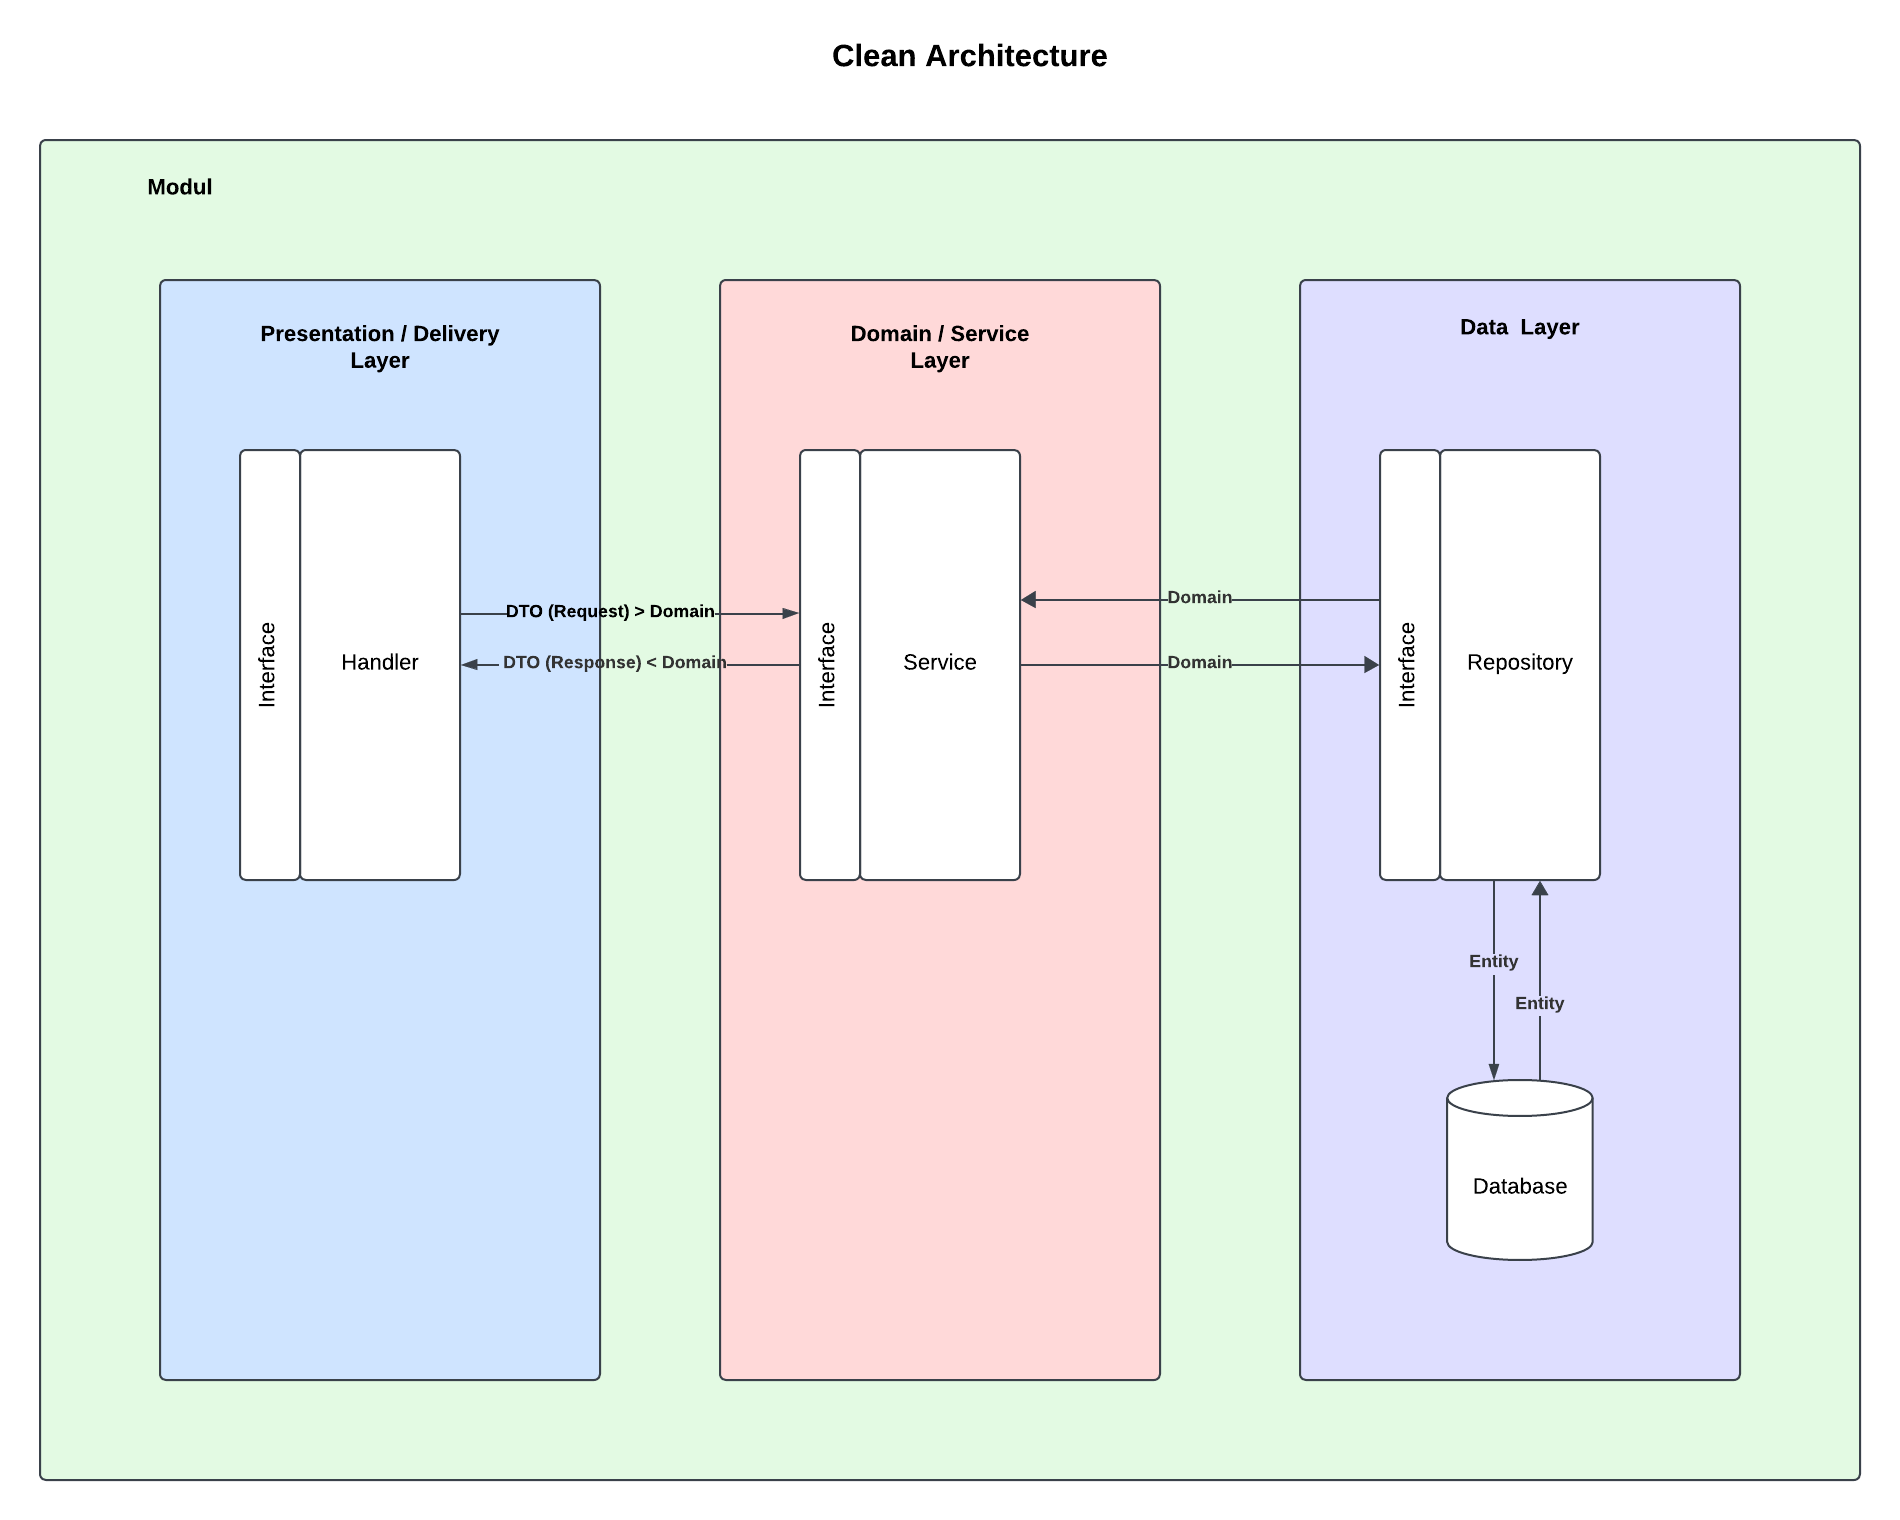 Clean Architecture
Modul
Presentation / Delivery
Layer
Interface
Handler
DTO (Request) > Domain
DTO (Response) < Domain
Domain / Service
Layer
Interface
Service
Domain
Domain
Data Layer
Interface
Repository
Entity
Entity
Database